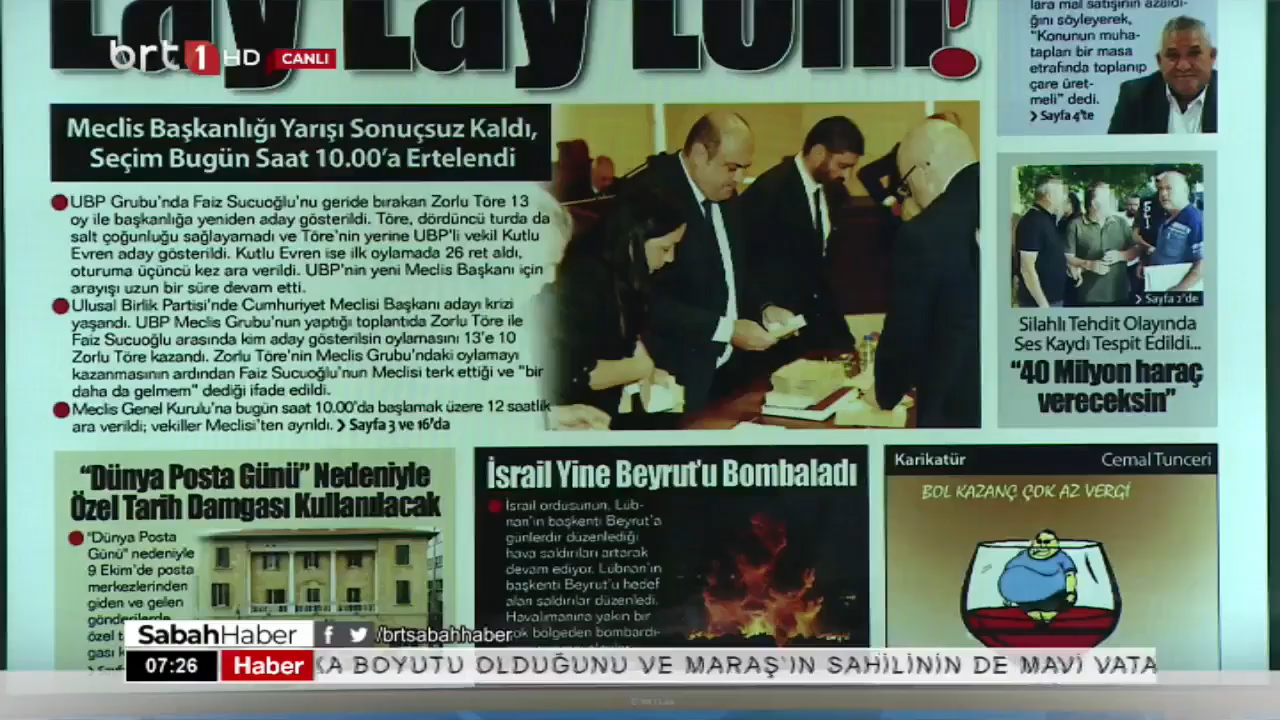 Lay Lay Lom!
brt 1 HD CANLI
Meclis Başkanlığı Yarışı Sonuçsuz Kaldı,
Seçim Bugün Saat 10.00'a Ertelendi
UBP Grubu'nda Faiz Sucuoğlu'nu geride bırakan Zorlu Töre 13
oy ile başkanlığa yeniden aday gösterildi. Töre, dördüncü turda da
salt çoğunluğu sağlayamadı ve Töre'nin yerine UBP'li vekil Kutlu
Evren aday gösterildi. Kutlu Evren ise ilk oylamada 26 ret aldı,
oturuma üçüncü kez ara verildi. UBP'nin yeni Meclis Başkanı için
arayışı uzun bir süre devam etti.
Ulusal Birlik Partisi'nde Cumhuriyet Meclisi Başkanı adayı krizi
yaşandı. UBP Meclis Grubu'nun yaptığı toplantıda Zorlu Töre ile
Faiz Sucuoğlu arasında kim aday gösterilsin oylamasını 13'e 10
Zorlu Töre kazandı. Zorlu Töre'nin Meclis Grubu'ndaki oylamayı
kazanmasının ardından Faiz Sucuoğlu'nun Meclisi terk ettiği ve "bir
daha da gelmem" dediği ifade edildi.
Meclis Genel Kurulu'na bugün saat 10.00'da başlamak üzere 12 saatlik
ara verildi; vekiller Meclisi'ten ayrıldı. > Sayfa 3 ve 16'da
lara mal satışının azaldı-
ğını söyleyerek,
"Konunun muha-
tapları bir masa
etrafında toplanıp
çare üret-
meli" dedi.
> Sayfa 4'te
> Sayfa 2'de
Silahlı Tehdit Olayında
Ses Kaydı Tespit Edildi...
"40 Milyon haraç
vereceksin"
"Dünya Posta Günü" Nedeniyle
Özel Tarih Damgası Kullanılacak
"Dünya Posta
Günü" nedeniyle
9 Ekim'de posta
merkezlerinden
giden ve gelen
gönderilerde
özel
İsrail Yine Beyrut'u Bombaladı
İsrail ordusunun, Lüb-
nan'ın başkenti Beyrut'a
günlerdir düzenlediği
hava saldırıları artarak
devam ediyor. Lübnan'ın
başkenti Beyrut'u hedef
alan saldırılar düzenledi.
Havalimanına yakın bir
çok bölgeden bombardı-
Karikatür Cemal Tunceri
BOL KAZANÇ ÇOK AZ VERGİ
SabahHaber /brtsabahhaber
07:26 Haber KA BOYUTU OLDUĞUNU VE MARAŞ'IN SAHİLİNİN DE MAVİ VATA